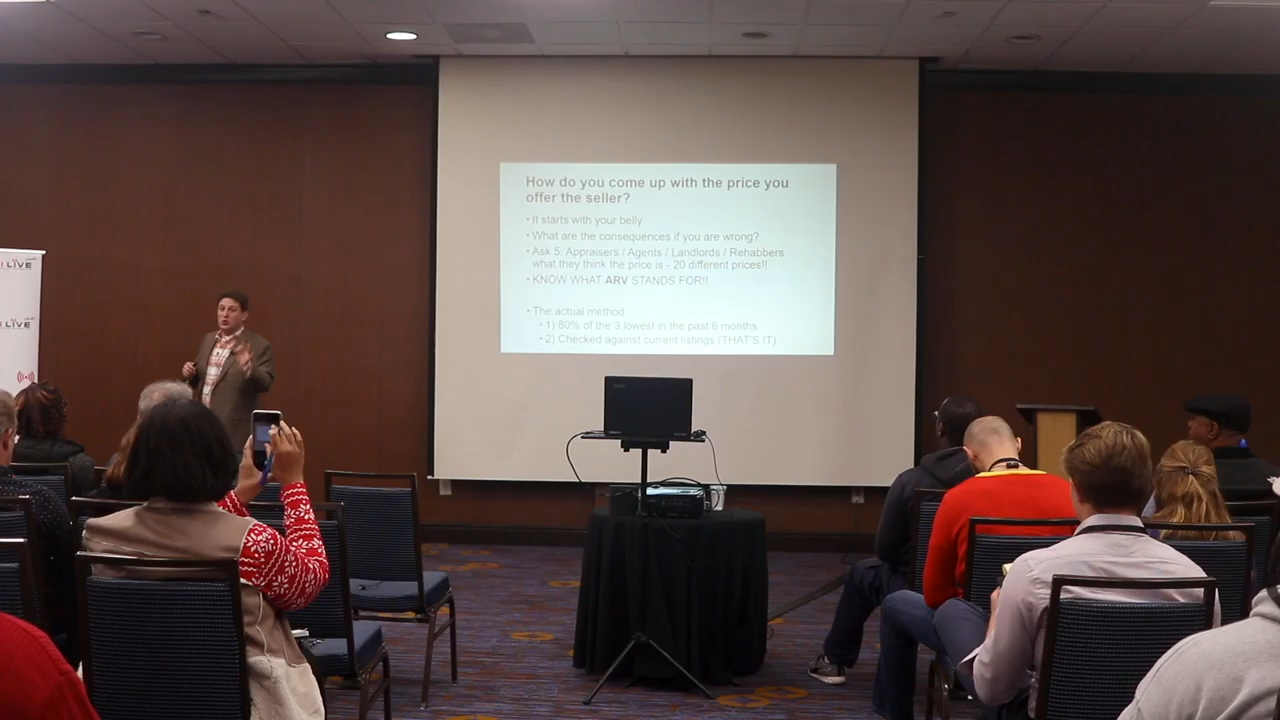 How do you come up with the price you
offer the seller?
• It starts with your belly
• What are the consequences if you are wrong?
• Ask 5: Appraisers / Agents / Landlords / Rehabbers
what they think the price is - 20 different prices!!
• KNOW WHAT ARV STANDS FOR!!
• The actual method
• 1) 80% of the 3 lowest in the past 6 months.
• 2) Checked against current listings (THAT'S IT)
LIVE
LIVE